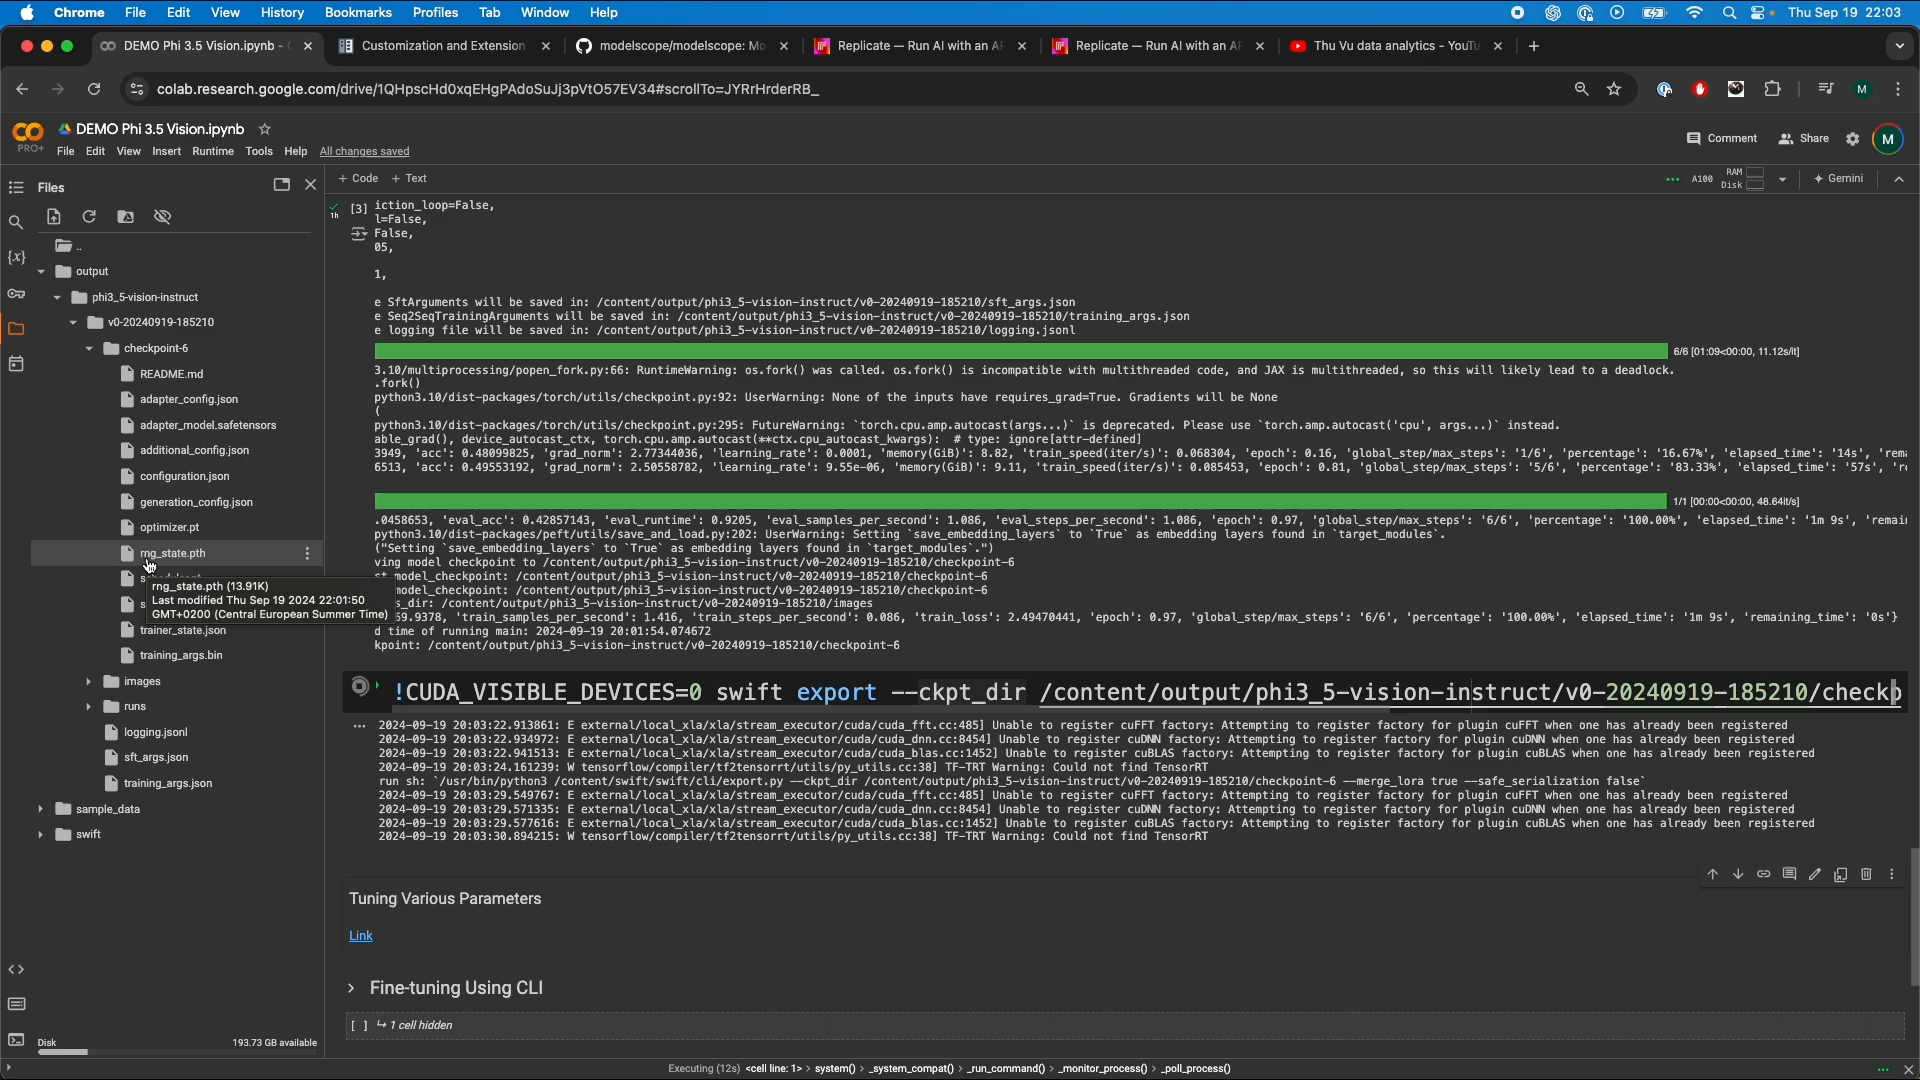 Chrome File Edit View History Bookmarks Profiles Tab Window Help Thu Sep 19 22:03
DEMO Phi 3.5 Vision.ipynb - Customization and Extension modelscope/modelscope: Mo Replicate — Run AI with an AP Replicate — Run AI with an AP Thu Vu data analytics - YouTu
colab.research.google.com/drive/1QHpscHd0xqEHgPAdoSuJj3pVtO57EV34#scrollTo=JYRrHrderRB_ M
DEMO Phi 3.5 Vision.ipynb Comment Share M
PRO+ File Edit View Insert Runtime Tools Help All changes saved
Files + Code + Text A100 RAM Disk Gemini
..
output
phi3_5-vision-instruct
v0-20240919-185210
checkpoint-6
README.md
adapter_config.json
adapter_model.safetensors
additional_config.json
configuration.json
generation_config.json
optimizer.pt
rng_state.pth
rng_state.pth (13.91K)
Last modified Thu Sep 19 2024 22:01:50
GMT+0200 (Central European Summer Time)
trainer_state.json
training_args.bin
images
runs
logging.jsonl
sft_args.json
training_args.json
sample_data
swift
Disk 193.73 GB available
1h [3] iction_loop=False,
l=False,
False,
05,
1,
e SftArguments will be saved in: /content/output/phi3_5-vision-instruct/v0-20240919-185210/sft_args.json
e Seq2SeqTrainingArguments will be saved in: /content/output/phi3_5-vision-instruct/v0-20240919-185210/training_args.json
e logging file will be saved in: /content/output/phi3_5-vision-instruct/v0-20240919-185210/logging.jsonl
6/6 [01:09<00:00, 11.12s/it]
3.10/multiprocessing/popen_fork.py:66: RuntimeWarning: os.fork() was called. os.fork() is incompatible with multithreaded code, and JAX is multithreaded, so this will likely lead to a deadlock.
.fork()
python3.10/dist-packages/torch/utils/checkpoint.py:92: UserWarning: None of the inputs have requires_grad=True. Gradients will be None
(
python3.10/dist-packages/torch/utils/checkpoint.py:295: FutureWarning: `torch.cpu.amp.autocast(args...)` is deprecated. Please use `torch.amp.autocast('cpu', args...)` instead.
able_grad(), device_autocast_ctx, torch.cpu.amp.autocast(**ctx.cpu_autocast_kwargs): # type: ignore[attr-defined]
3949, 'acc': 0.48099825, 'grad_norm': 2.77344036, 'learning_rate': 0.0001, 'memory(GiB)': 8.82, 'train_speed(iter/s)': 0.068304, 'epoch': 0.16, 'global_step/max_steps': '1/6', 'percentage': '16.67%', 'elapsed_time': '14s', 'rema
6513, 'acc': 0.49553192, 'grad_norm': 2.50558782, 'learning_rate': 9.55e-06, 'memory(GiB)': 9.11, 'train_speed(iter/s)': 0.085453, 'epoch': 0.81, 'global_step/max_steps': '5/6', 'percentage': '83.33%', 'elapsed_time': '57s', 're
1/1 [00:00<00:00, 48.64it/s]
.0458653, 'eval_acc': 0.42857143, 'eval_runtime': 0.9205, 'eval_samples_per_second': 1.086, 'eval_steps_per_second': 1.086, 'epoch': 0.97, 'global_step/max_steps': '6/6', 'percentage': '100.00%', 'elapsed_time': '1m 9s', 'remain
python3.10/dist-packages/peft/utils/save_and_load.py:202: UserWarning: Setting `save_embedding_layers` to `True` as embedding layers found in `target_modules`.
("Setting `save_embedding_layers` to `True` as embedding layers found in `target_modules`.")
ving model checkpoint to /content/output/phi3_5-vision-instruct/v0-20240919-185210/checkpoint-6
st_model_checkpoint: /content/output/phi3_5-vision-instruct/v0-20240919-185210/checkpoint-6
model_checkpoint: /content/output/phi3_5-vision-instruct/v0-20240919-185210/checkpoint-6
s_dir: /content/output/phi3_5-vision-instruct/v0-20240919-185210/images
69.9378, 'train_samples_per_second': 1.416, 'train_steps_per_second': 0.086, 'train_loss': 2.49470441, 'epoch': 0.97, 'global_step/max_steps': '6/6', 'percentage': '100.00%', 'elapsed_time': '1m 9s', 'remaining_time': '0s'}
d time of running main: 2024-09-19 20:01:54.074672
kpoint: /content/output/phi3_5-vision-instruct/v0-20240919-185210/checkpoint-6
!CUDA_VISIBLE_DEVICES=0 swift export --ckpt_dir /content/output/phi3_5-vision-instruct/v0-20240919-185210/checkp
2024-09-19 20:03:22.913861: E external/local_xla/xla/stream_executor/cuda/cuda_fft.cc:485] Unable to register cuFFT factory: Attempting to register factory for plugin cuFFT when one has already been registered
2024-09-19 20:03:22.934972: E external/local_xla/xla/stream_executor/cuda/cuda_dnn.cc:8454] Unable to register cuDNN factory: Attempting to register factory for plugin cuDNN when one has already been registered
2024-09-19 20:03:22.941513: E external/local_xla/xla/stream_executor/cuda/cuda_blas.cc:1452] Unable to register cuBLAS factory: Attempting to register factory for plugin cuBLAS when one has already been registered
2024-09-19 20:03:24.161239: W tensorflow/compiler/tf2tensorrt/utils/py_utils.cc:38] TF-TRT Warning: Could not find TensorRT
run sh: `/usr/bin/python3 /content/swift/swift/cli/export.py --ckpt_dir /content/output/phi3_5-vision-instruct/v0-20240919-185210/checkpoint-6 --merge_lora true --safe_serialization false`
2024-09-19 20:03:29.549767: E external/local_xla/xla/stream_executor/cuda/cuda_fft.cc:485] Unable to register cuFFT factory: Attempting to register factory for plugin cuFFT when one has already been registered
2024-09-19 20:03:29.571335: E external/local_xla/xla/stream_executor/cuda/cuda_dnn.cc:8454] Unable to register cuDNN factory: Attempting to register factory for plugin cuDNN when one has already been registered
2024-09-19 20:03:29.577616: E external/local_xla/xla/stream_executor/cuda/cuda_blas.cc:1452] Unable to register cuBLAS factory: Attempting to register factory for plugin cuBLAS when one has already been registered
2024-09-19 20:03:30.894215: W tensorflow/compiler/tf2tensorrt/utils/py_utils.cc:38] TF-TRT Warning: Could not find TensorRT
Tuning Various Parameters
Link
Fine-tuning Using CLI
[ ] 1 cell hidden
Executing (12s) <cell line: 1> > system() > _system_compat() > _run_command() > _monitor_process() > _poll_process()